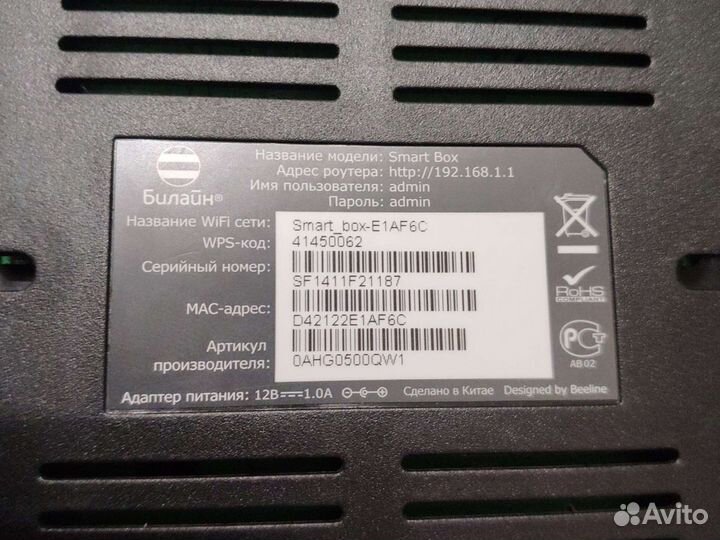 Билайн®
Название модели: Smart Box
Адрес роутера: http://192.168.1.1
Имя пользователя: admin
Пароль: admin
Название WiFi сети: Smart_box-E1AF6C
WPS-код: 41450062
Серийный номер:
SF1411F21187
MAC-адрес:
D42122E1AF6C
Артикул
производителя: 0AHG0500QW1
Адаптер питания: 12В 1.0A
Сделано в Китае
Designed by Beeline
RoHS
COMPLIANT
РСТ
АВ02
Avito